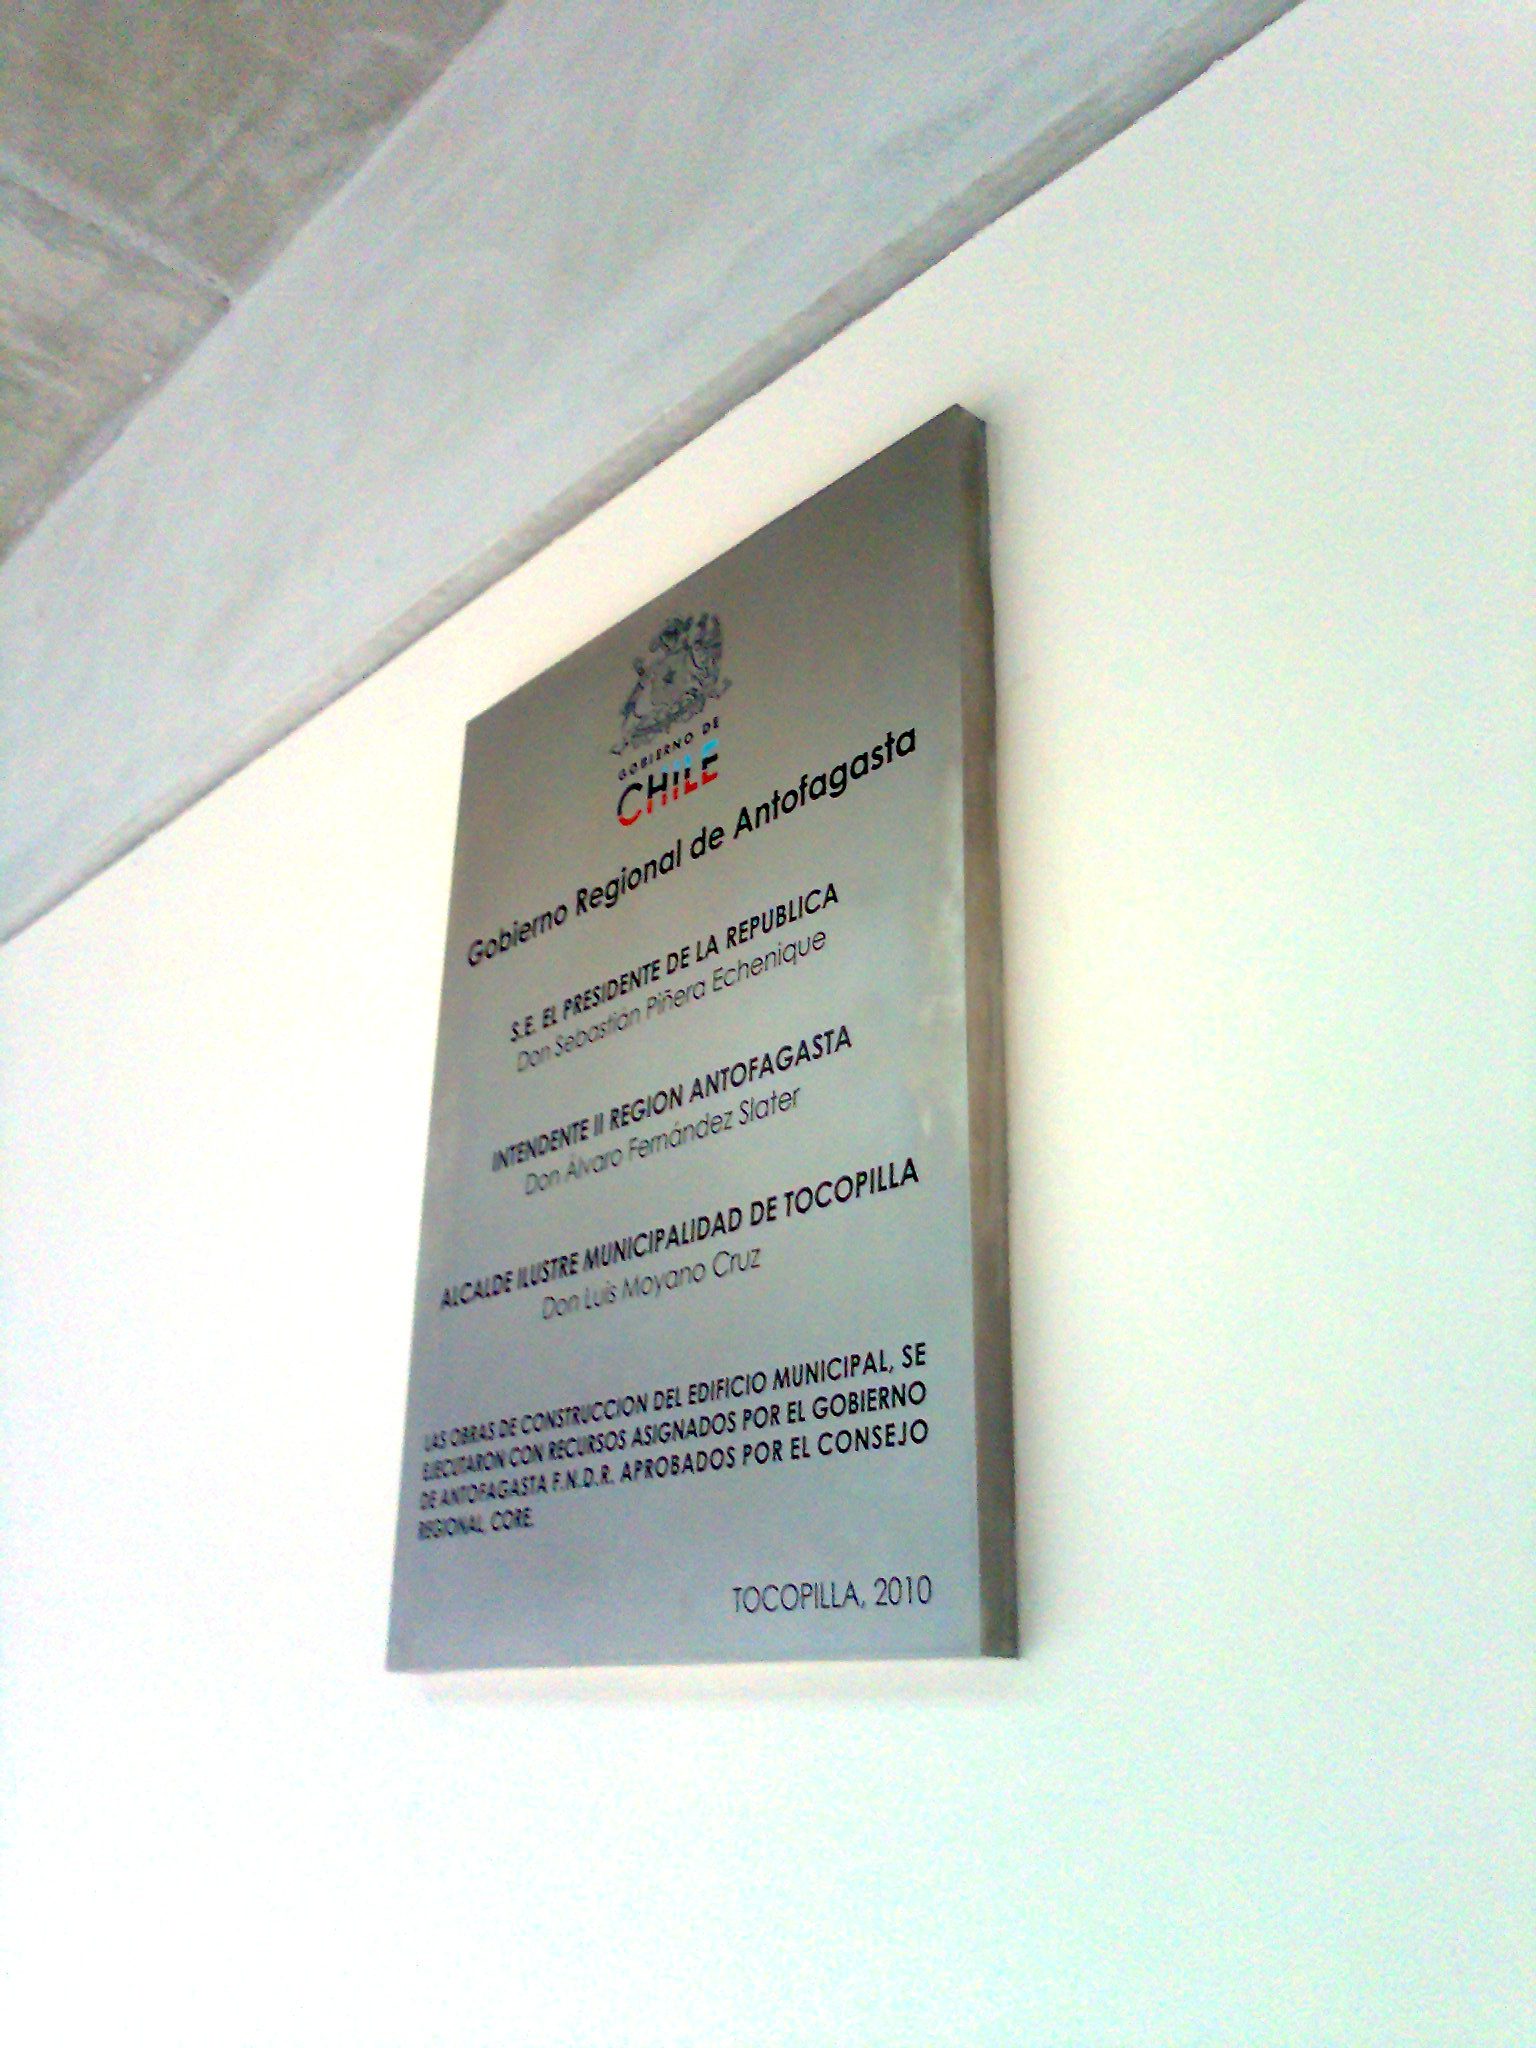 GOBIERNO DE
CHILE
Gobierno Regional de Antofagasta
S.E. EL PRESIDENTE DE LA REPUBLICA
Don Sebastián Piñera Echenique
INTENDENTE II REGION ANTOFAGASTA
Don Álvaro Fernández Slater
ALCALDE ILUSTRE MUNICIPALIDAD DE TOCOPILLA
Don Luis Moyano Cruz
LAS OBRAS DE CONSTRUCCION DEL EDIFICIO MUNICIPAL, SE
EJECUTARON CON RECURSOS ASIGNADOS POR EL GOBIERNO
DE ANTOFAGASTA F.N.D.R. APROBADOS POR EL CONSEJO
REGIONAL, CORE.
TOCOPILLA, 2010